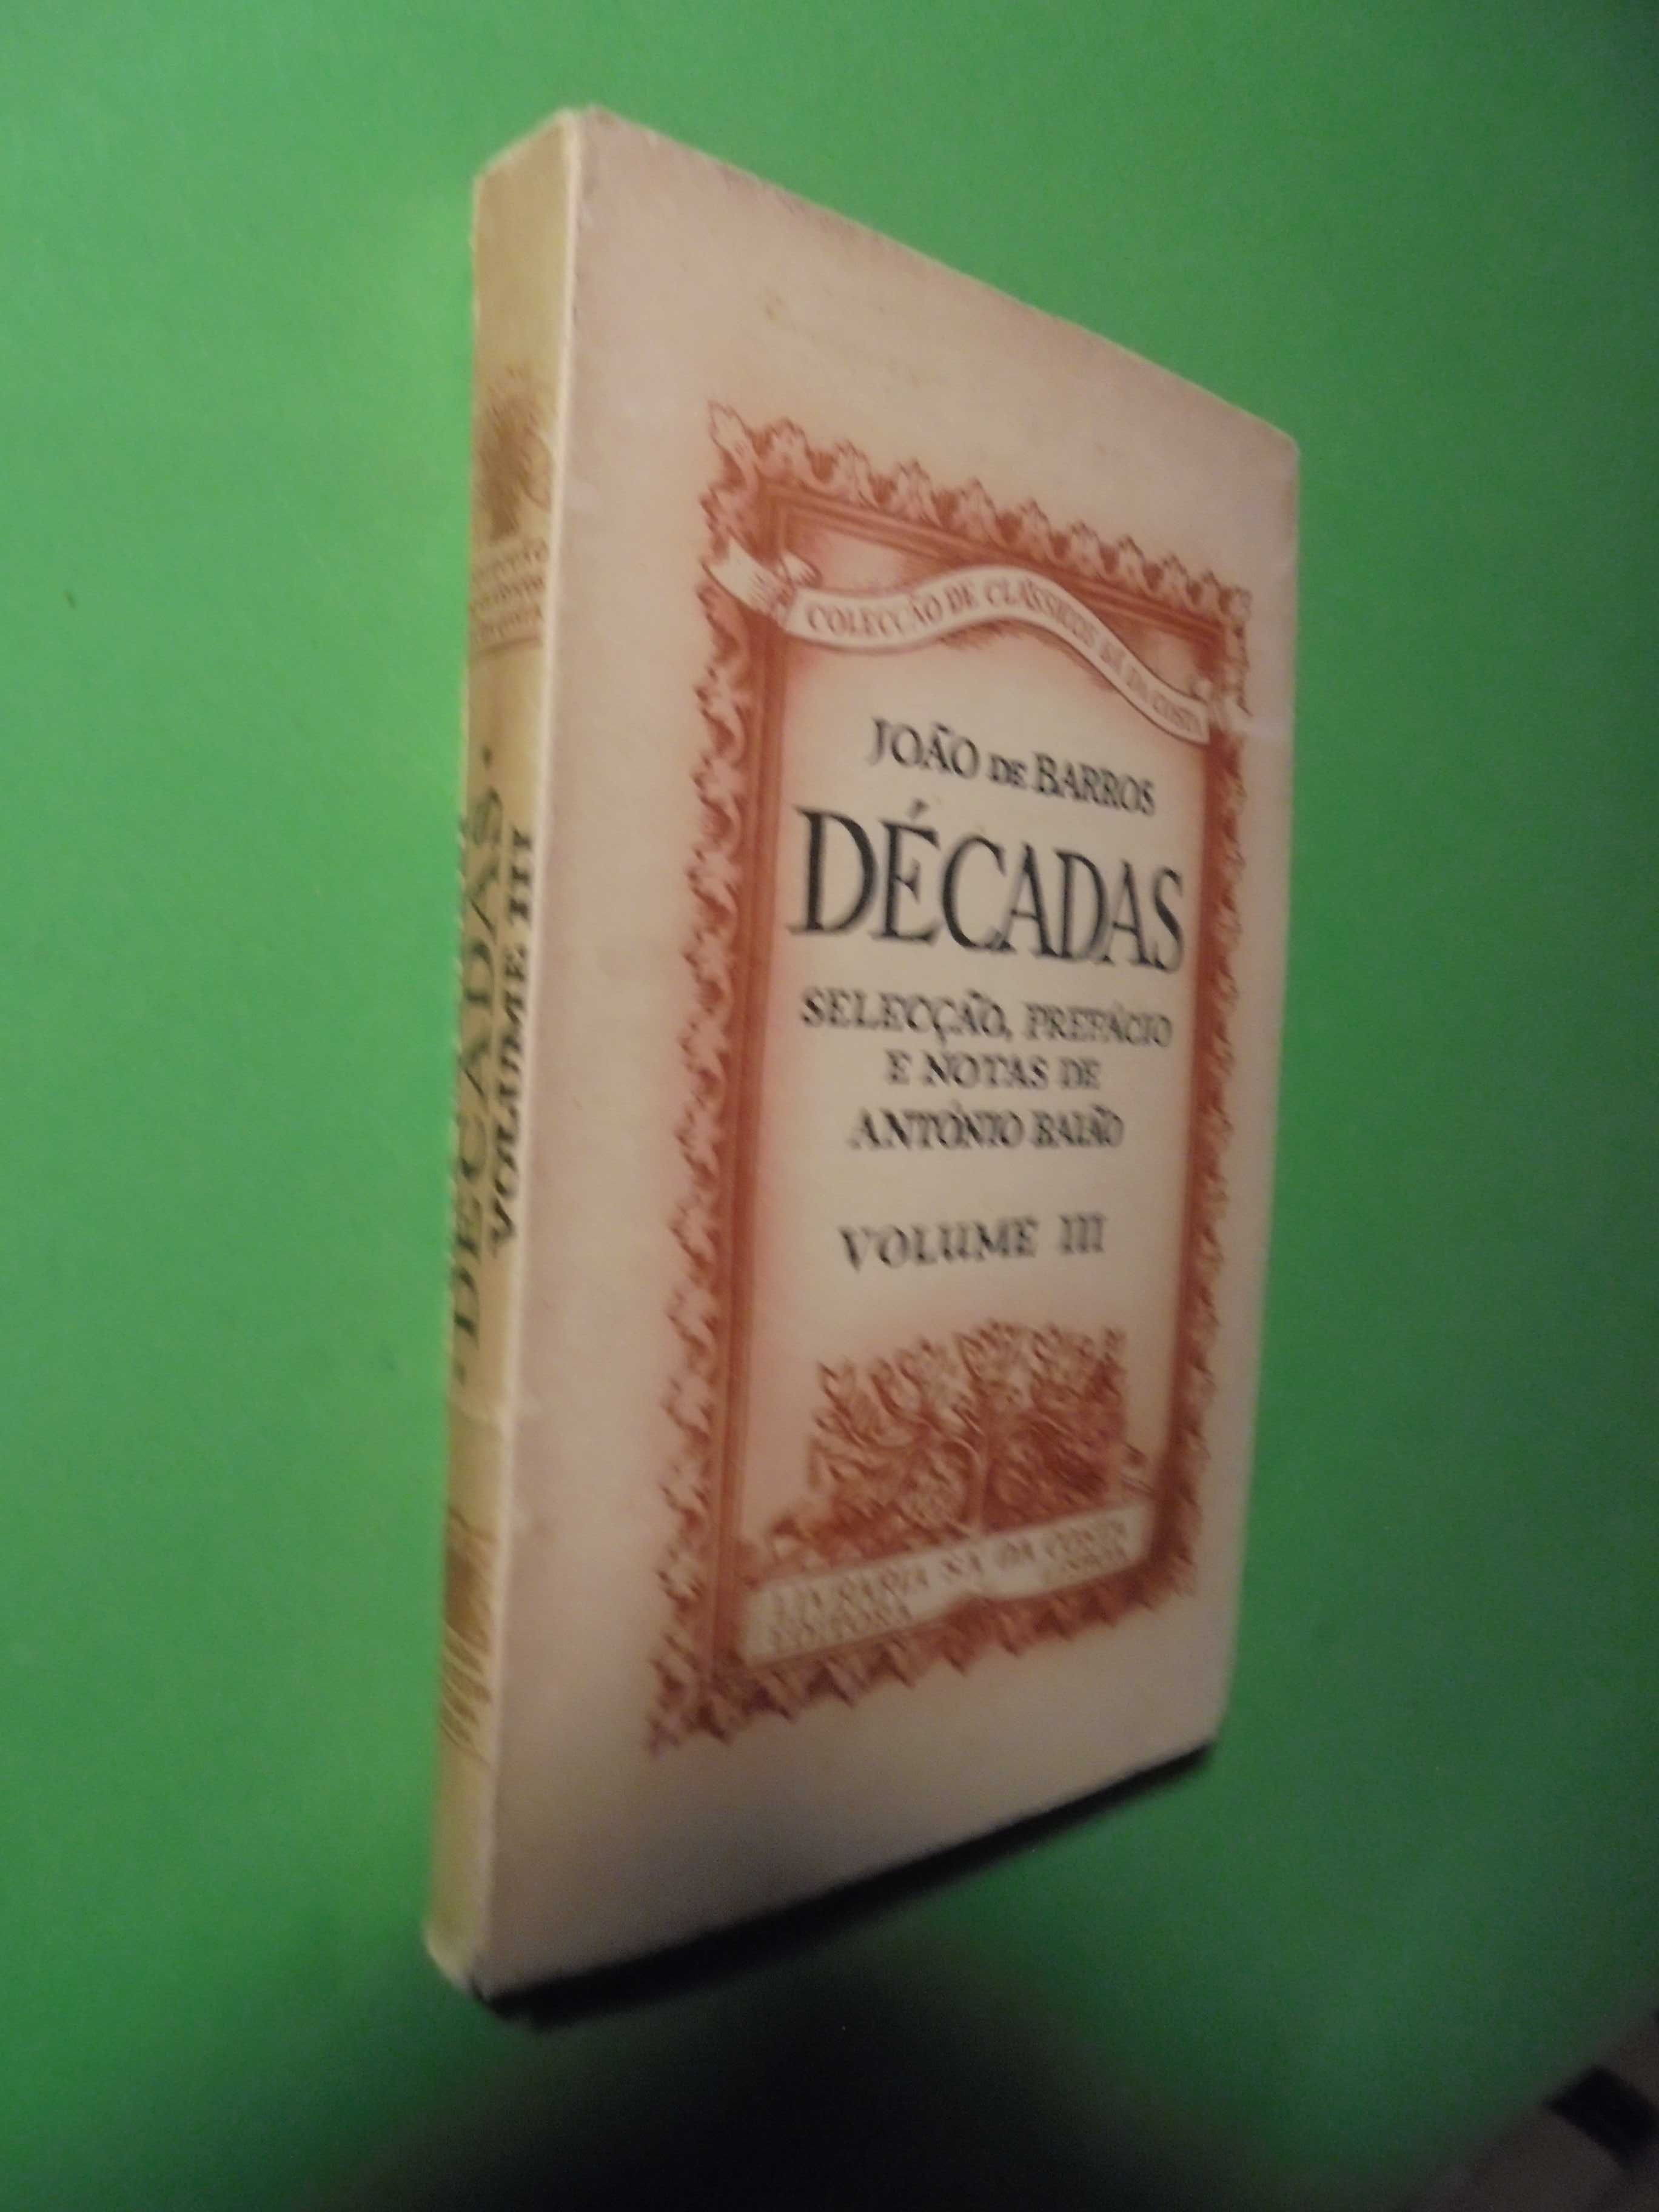 COLECÇÃO DE CLÁSSICOS SÁ DA COSTA
JOÃO DE BARROS
DÉCADAS
SELECÇÃO, PREFÁCIO
E NOTAS DE
ANTÓNIO BAIÃO
VOLUME III
LIVRARIA SÁ DA COSTA
EDITORA LISBOA
DÉCADAS
VOLUME III